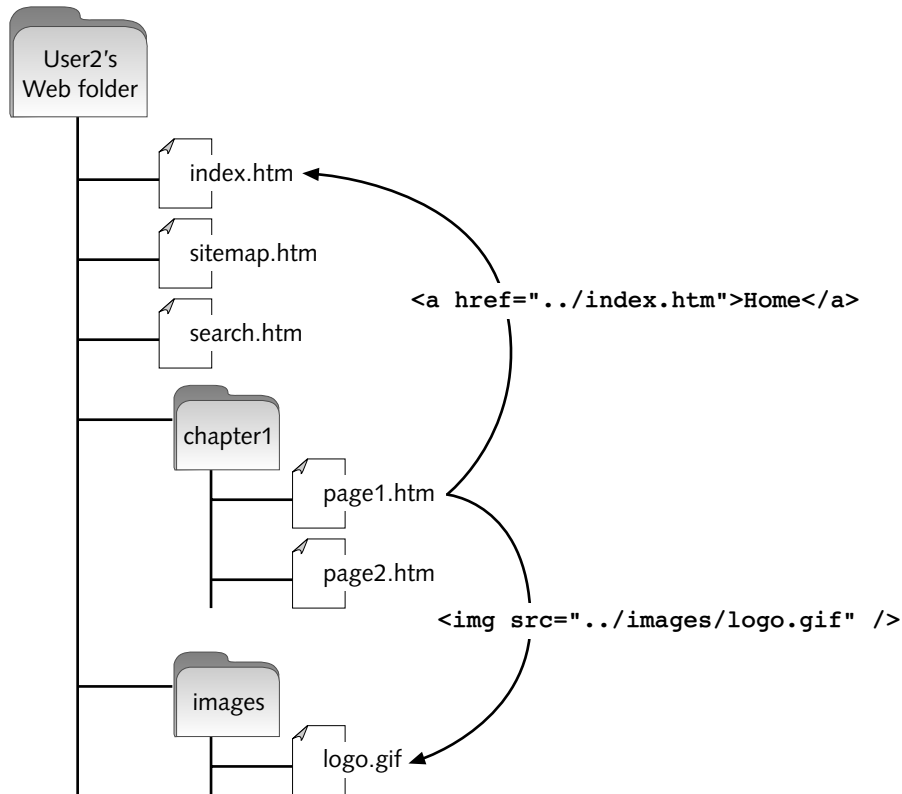 User2's
Web folder
index.htm
sitemap.htm
<a href="../index.htm">Home</a>
search.htm
chapter1
page1.htm
page2.htm
<img src="../images/logo.gif" />
images
logo.gif